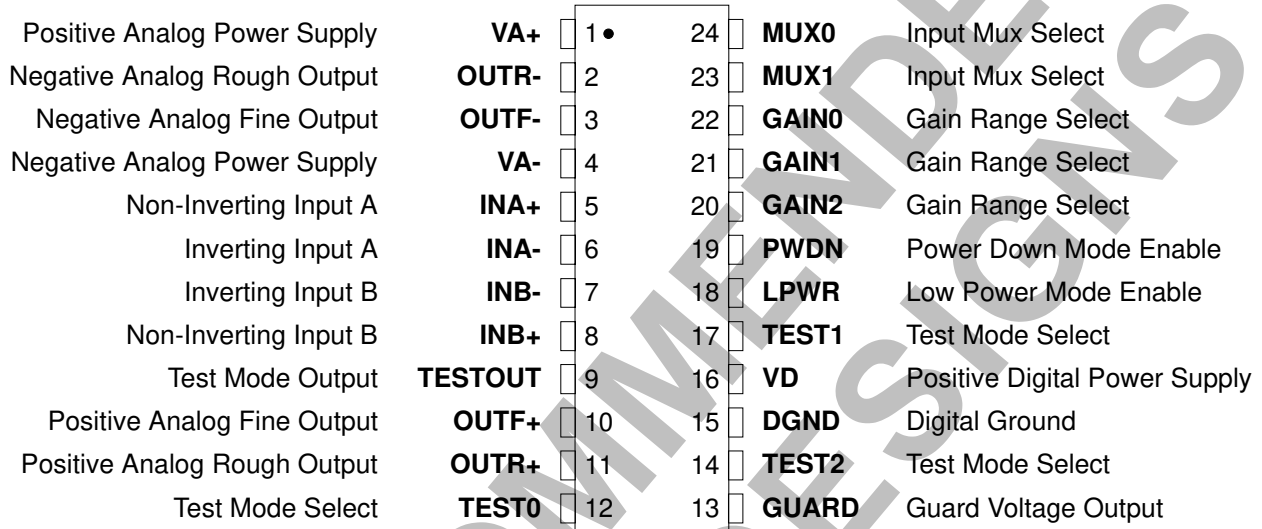 Positive Analog Power Supply VA+ 1 24 MUX0 Input Mux Select
Negative Analog Rough Output OUTR- 2 23 MUX1 Input Mux Select
Negative Analog Fine Output OUTF- 3 22 GAIN0 Gain Range Select
Negative Analog Power Supply VA- 4 21 GAIN1 Gain Range Select
Non-Inverting Input A INA+ 5 20 GAIN2 Gain Range Select
Inverting Input A INA- 6 19 PWDN Power Down Mode Enable
Inverting Input B INB- 7 18 LPWR Low Power Mode Enable
Non-Inverting Input B INB+ 8 17 TEST1 Test Mode Select
Test Mode Output TESTOUT 9 16 VD Positive Digital Power Supply
Positive Analog Fine Output OUTF+ 10 15 DGND Digital Ground
Positive Analog Rough Output OUTR+ 11 14 TEST2 Test Mode Select
Test Mode Select TEST0 12 13 GUARD Guard Voltage Output
DESIGNS